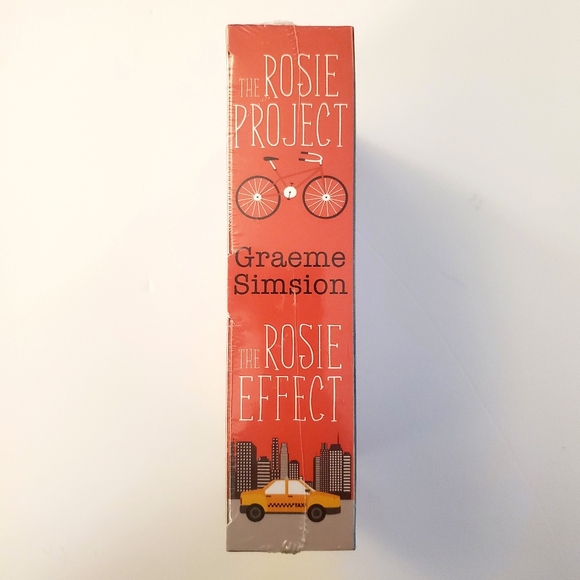 THE ROSIE
PROJECT
Graeme
Simsion
THE ROSIE
EFFECT
TAXI